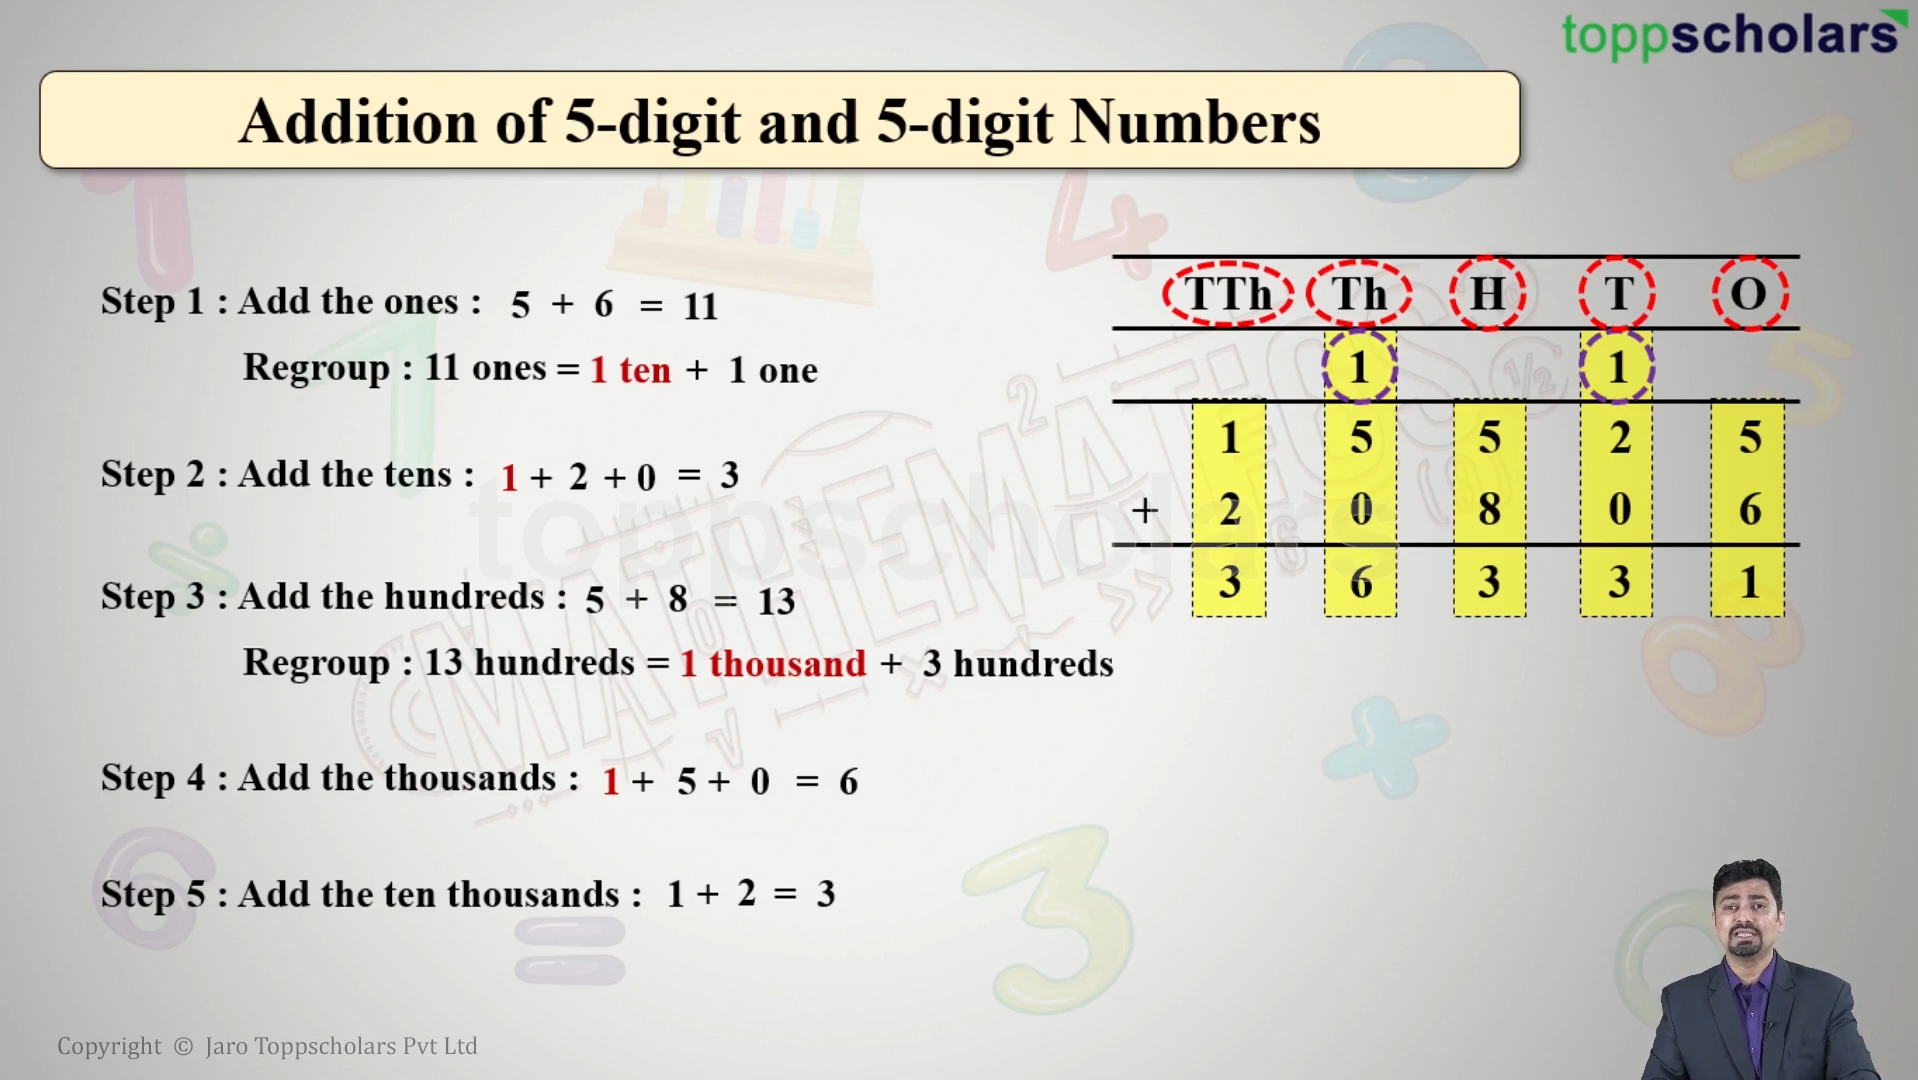 toppscholars
Addition of 5-digit and 5-digit Numbers
Step 1 : Add the ones : 5 + 6 = 11
Regroup : 11 ones = 1 ten + 1 one
Step 2 : Add the tens : 1 + 2 + 0 = 3
Step 3 : Add the hundreds : 5 + 8 = 13
Regroup : 13 hundreds = 1 thousand + 3 hundreds
Step 4 : Add the thousands : 1 + 5 + 0 = 6
Step 5 : Add the ten thousands : 1 + 2 = 3
TTh Th H T O
1 1
1 5 5 2 5
+ 2 0 8 0 6
3 6 3 3 1
toppscholars
MATHEMATICS
Copyright © Jaro Toppscholars Pvt Ltd